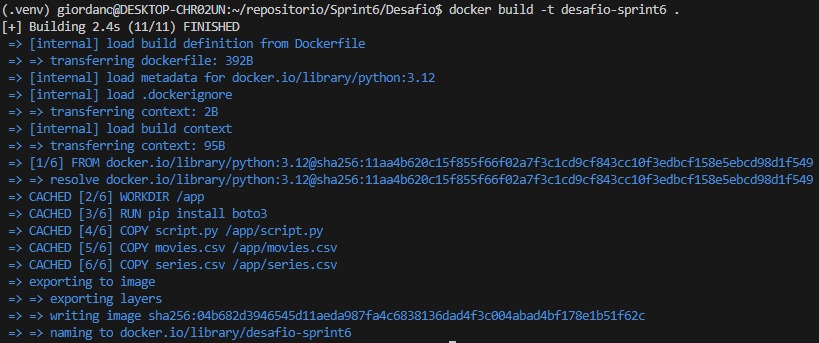 (.venv) giordano@DESKTOP-CHR02UN:~/repositorio/Sprint6/Desafio$ docker build -t desafio-sprint6 .
[+] Building 2.4s (11/11) FINISHED
=> [internal] load build definition from Dockerfile
=> => transferring dockerfile: 392B
=> [internal] load metadata for docker.io/library/python:3.12
=> [internal] load .dockerignore
=> => transferring context: 2B
=> [internal] load build context
=> => transferring context: 95B
=> [1/6] FROM docker.io/library/python:3.12@sha256:11aa4b620c15f855f66f02a7f3c1cd9cf843cc10f3edbcf158e5ebcd98d1f549
=> => resolve docker.io/library/python:3.12@sha256:11aa4b620c15f855f66f02a7f3c1cd9cf843cc10f3edbcf158e5ebcd98d1f549
=> CACHED [2/6] WORKDIR /app
=> CACHED [3/6] RUN pip install boto3
=> CACHED [4/6] COPY script.py /app/script.py
=> CACHED [5/6] COPY movies.csv /app/movies.csv
=> CACHED [6/6] COPY series.csv /app/series.csv
=> exporting to image
=> => exporting layers
=> => writing image sha256:04b682d3946545d11aeda987fa4c6838136dad4f3c004abad4bf178e1b51f62c
=> => naming to docker.io/library/desafio-sprint6